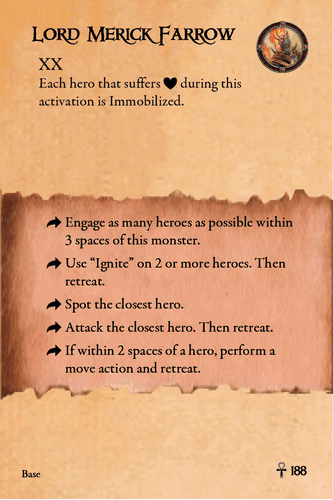 Lord Merick Farrow
XX
Each hero that suffers ♥ during this
activation is Immobilized.
Engage as many heroes as possible within
3 spaces of this monster.
Use “Ignite” on 2 or more heroes. Then
retreat.
Spot the closest hero.
Attack the closest hero. Then retreat.
If within 2 spaces of a hero, perform a
move action and retreat.
Base
188